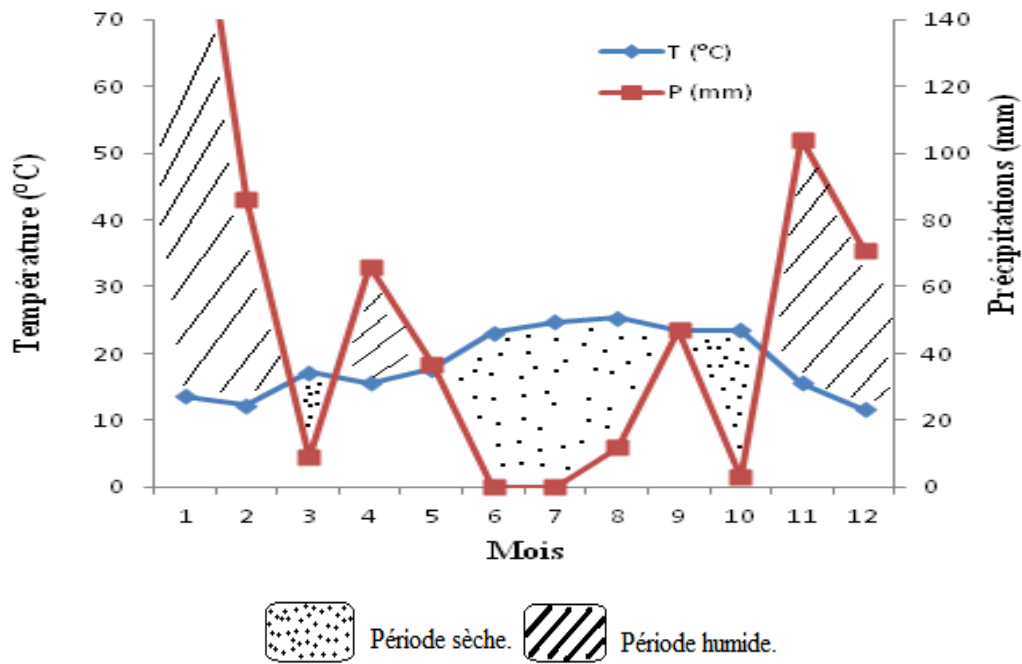 70
60
50
40
30
20
10
0
Température (°C)
T (°C)
P (mm)
140
120
100
80
60
40
20
0
Précipitations (mm)
1 2 3 4 5 6 7 8 9 10 11 12
Mois
Période sèche.
Période humide.